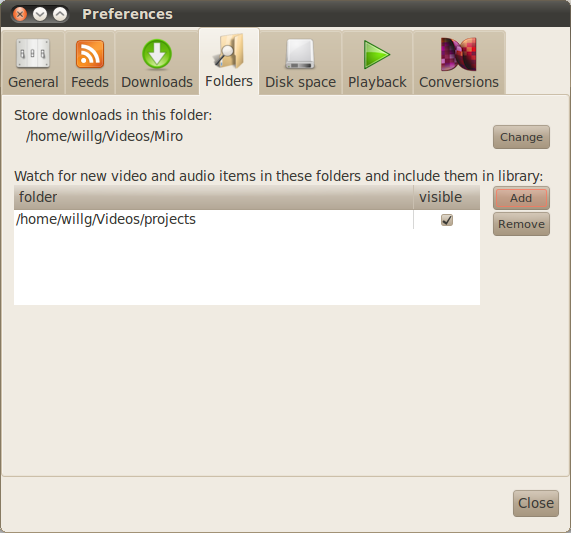 Preferences
General Feeds Downloads Folders Disk space Playback Conversions
Store downloads in this folder:
/home/willg/Videos/Miro Change
Watch for new video and audio items in these folders and include them in library:
folder visible Add
/home/willg/Videos/projects Remove
Close